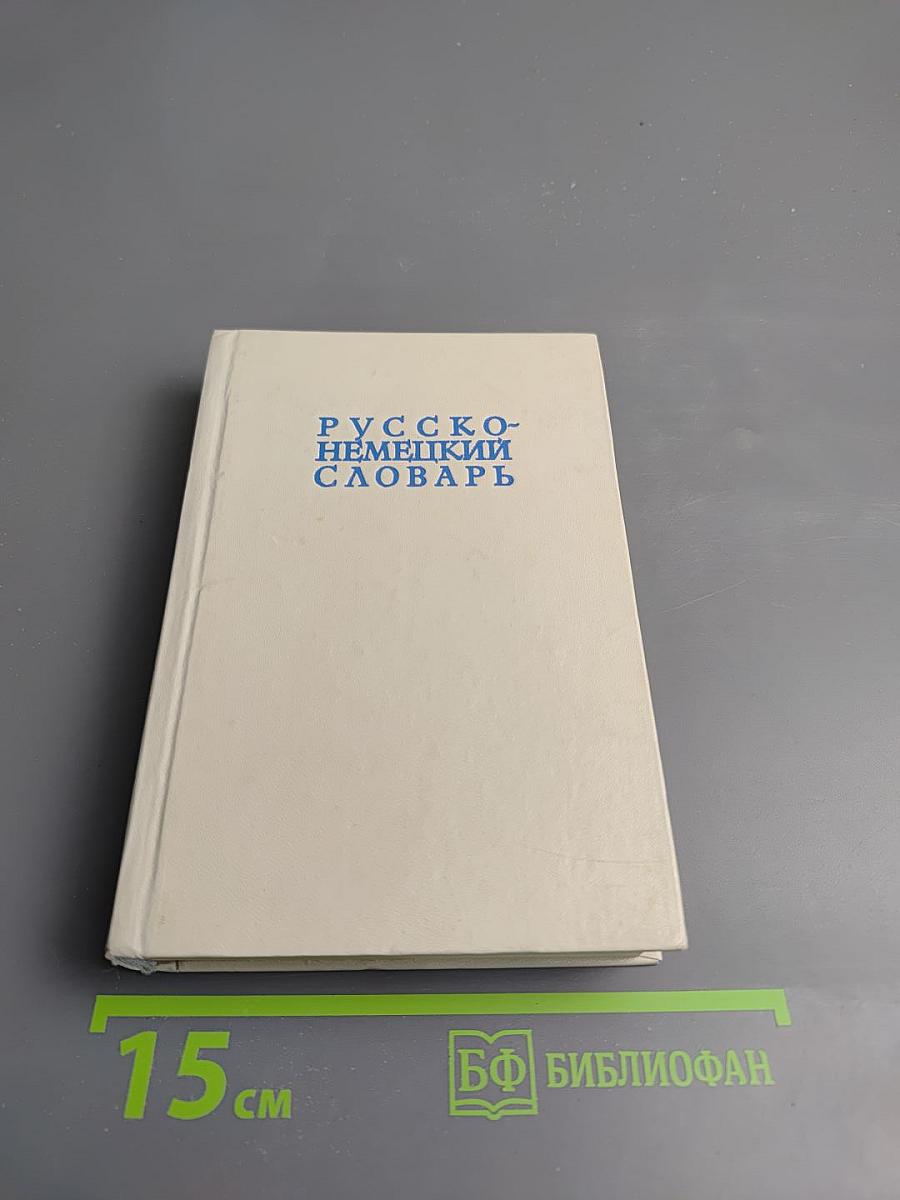 РУССКО-
НЕМЕЦКИЙ
СЛОВАРЬ
15 см
БФ БИБЛИОФАН